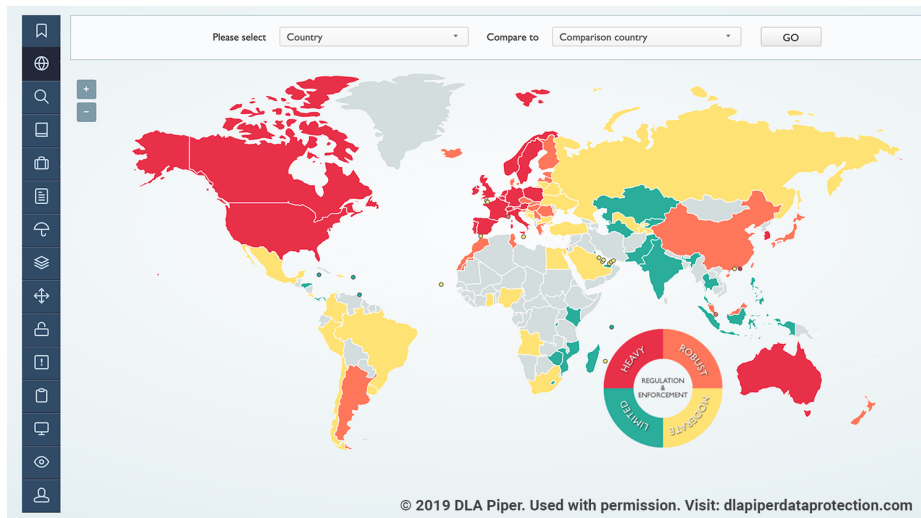 Please select
Country
Compare to
Comparison country
GO
+
−
HEAVY
ROBUST
REGULATION
&
ENFORCEMENT
LIMITED
MODERATE
© 2019 DLA Piper. Used with permission. Visit: dlapiperdataprotection.com